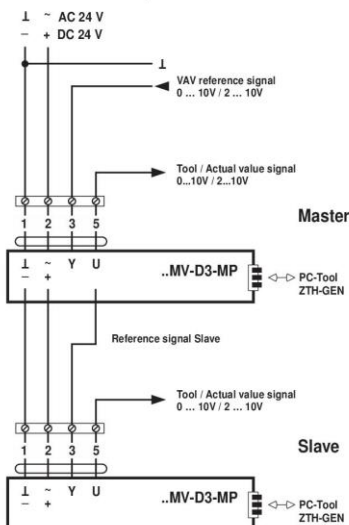 ⊥ ~ AC 24 V
– + DC 24 V
⊥
VAV reference signal
0 ... 10V / 2 ... 10V
Tool / Actual value signal
0...10V / 2...10V
Master
1 2 3 5
⊥ ~ Y U
– +
..MV-D3-MP
PC-Tool
ZTH-GEN
Reference signal Slave
Tool / Actual value signal
0 ... 10V / 2 ... 10V
Slave
1 2 3 5
⊥ ~ Y U
– +
..MV-D3-MP
PC-Tool
ZTH-GEN